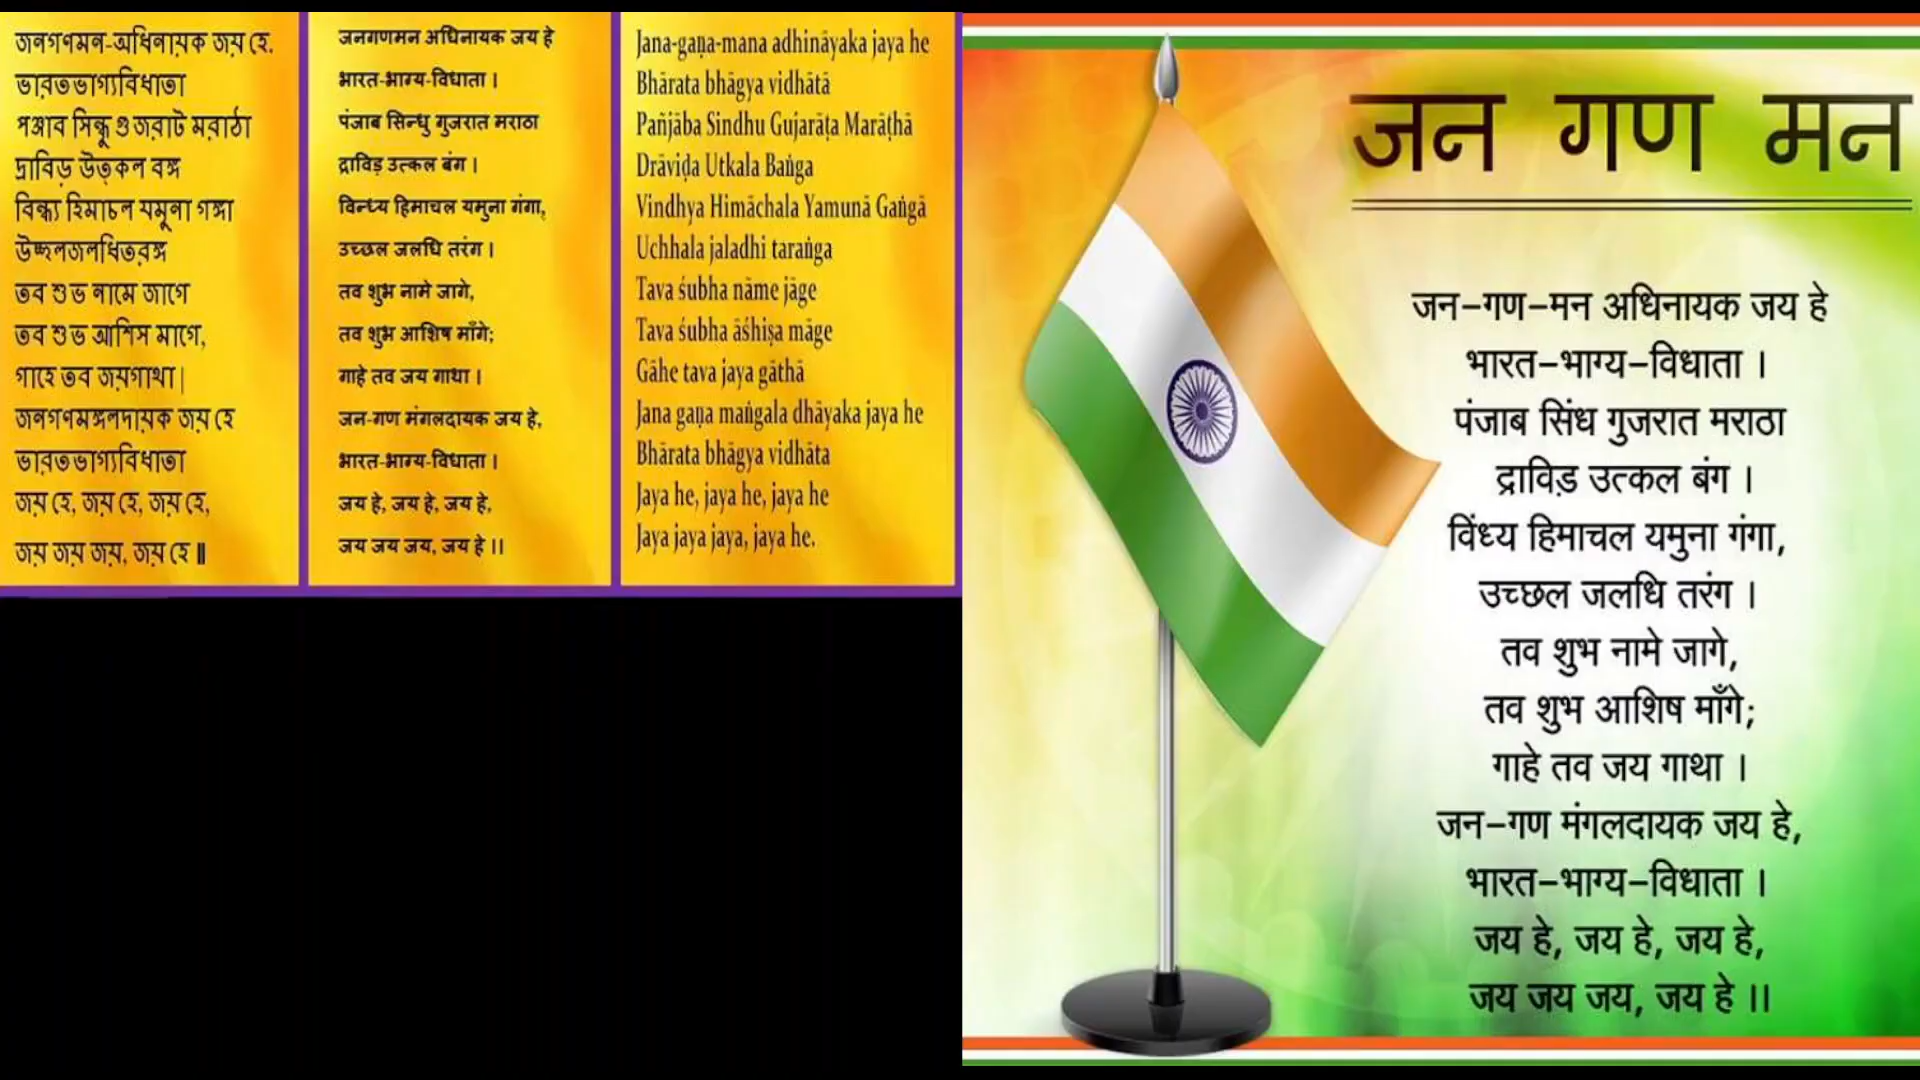 জনগণমন-অধিনায়ক জয় হে.
ভারতভাগ্যবিধাতা
পঞ্জাব সিন্ধু গুজরাট মরাঠা
দ্রাবিড় উত্কল বঙ্গ
বিন্ধ্য হিমাচল যমুনা গঙ্গা
উচ্ছলজলধিতরঙ্গ
তব শুভ নামে জাগে
তব শুভ আশিস মাগে,
গাহে তব জয়গাথা|
জনগণমঙ্গলদায়ক জয় হে
ভারতভাগ্যবিধাতা
জয় হে, জয় হে, জয় হে,
জয় জয় জয়, জয় হে ॥
जनगणमन अधिनायक जय हे
भारत-भाग्य-विधाता ।
पंजाब सिन्धु गुजरात मराठा
द्राविड़ उत्कल बंग ।
विन्ध्य हिमाचल यमुना गंगा,
उच्छल जलधि तरंग ।
तव शुभ नामे जागे,
तव शुभ आशिष माँगे;
गाहे तव जय गाथा ।
जन-गण मंगलदायक जय हे,
भारत-भाग्य-विधाता ।
जय हे, जय हे, जय हे,
जय जय जय, जय हे ।।
Jana-gaṇa-mana adhināyaka jaya he
Bhārata bhāgya vidhātā
Pañjāba Sindhu Gujarāṭa Marāṭhā
Drāviḍa Utkala Baṅga
Vindhya Himāchala Yamunā Gaṅgā
Uchhala jaladhi taraṅga
Tava śubha nāme jāge
Tava śubha āśhiṣa māge
Gāhe tava jaya gāthā
Jana gaṇa maṅgala dhāyaka jaya he
Bhārata bhāgya vidhāta
Jaya he, jaya he, jaya he
Jaya jaya jaya, jaya he.
जन गण मन
जन-गण-मन अधिनायक जय हे
भारत-भाग्य-विधाता ।
पंजाब सिंध गुजरात मराठा
द्राविड़ उत्कल बंग ।
विंध्य हिमाचल यमुना गंगा,
उच्छल जलधि तरंग ।
तव शुभ नामे जागे,
तव शुभ आशिष माँगे;
गाहे तव जय गाथा ।
जन-गण मंगलदायक जय हे,
भारत-भाग्य-विधाता ।
जय हे, जय हे, जय हे,
जय जय जय, जय हे ।।